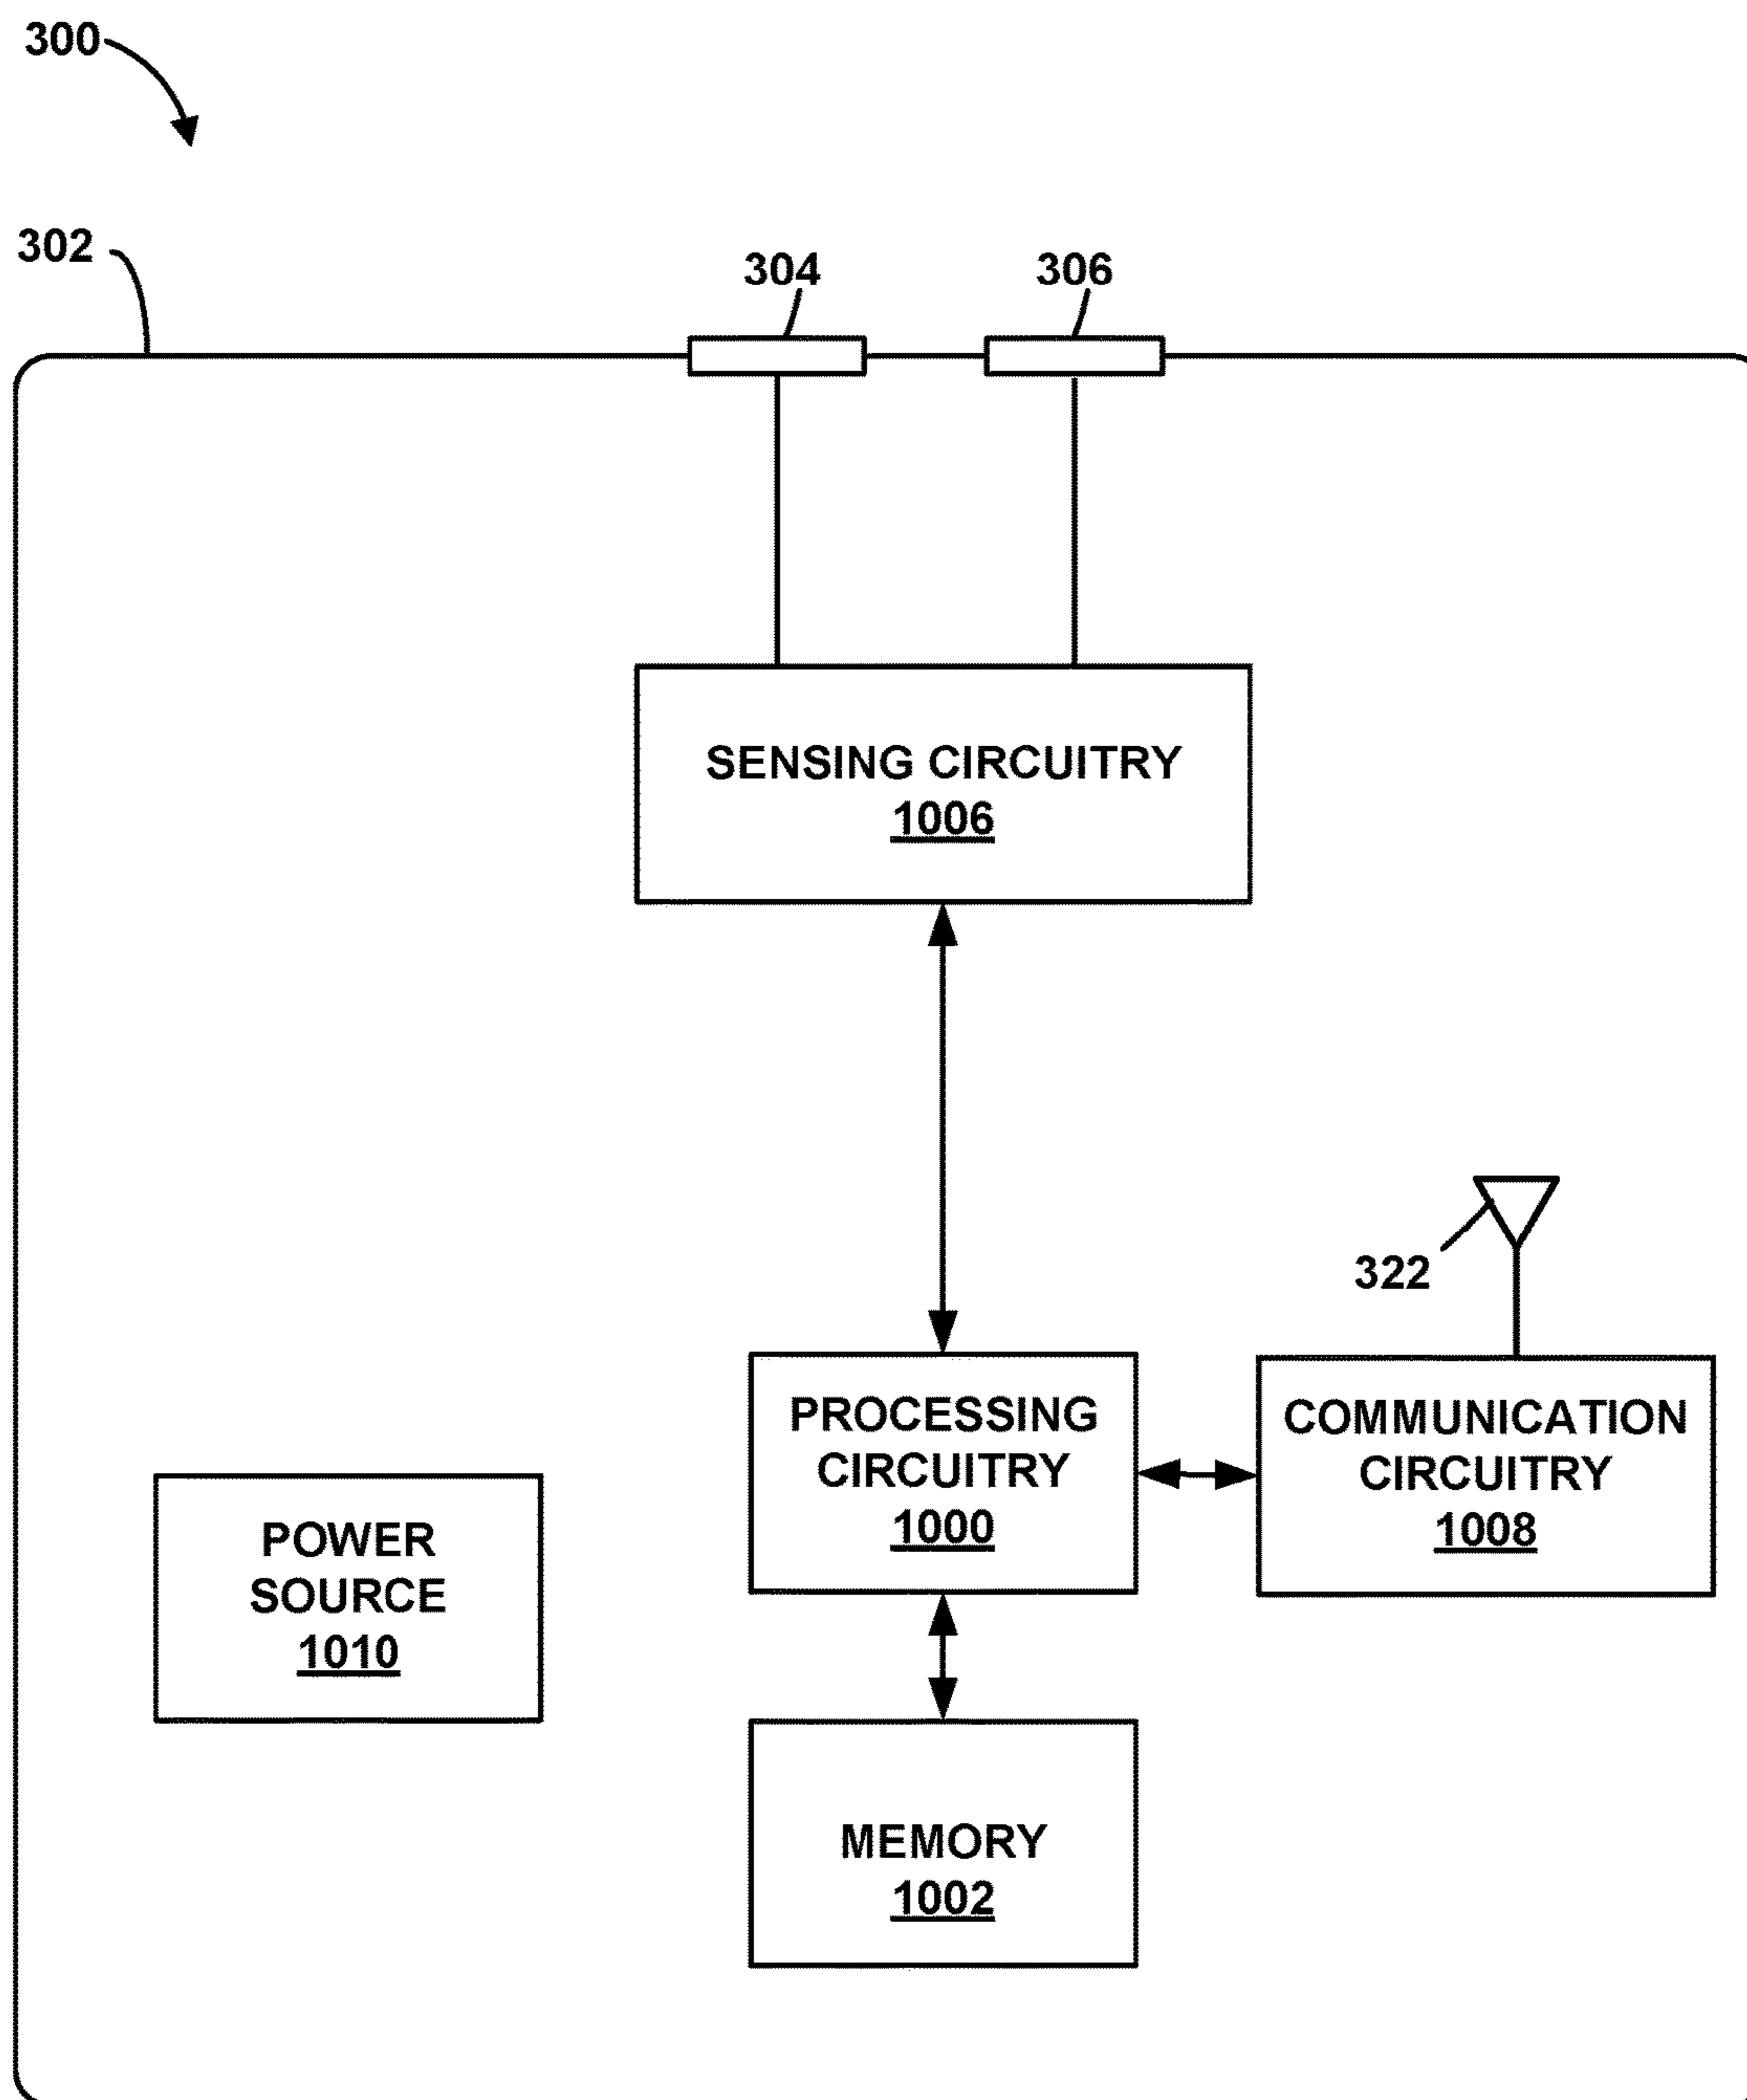 300
302
304
306
SENSING CIRCUITRY
1006
322
PROCESSING
CIRCUITRY
1000
COMMUNICATION
CIRCUITRY
1008
POWER
SOURCE
1010
MEMORY
1002